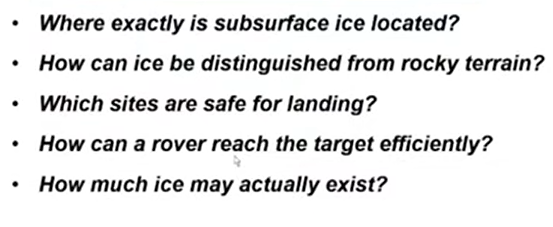 • Where exactly is subsurface ice located?
• How can ice be distinguished from rocky terrain?
• Which sites are safe for landing?
• How can a rover reach the target efficiently?
• How much ice may actually exist?